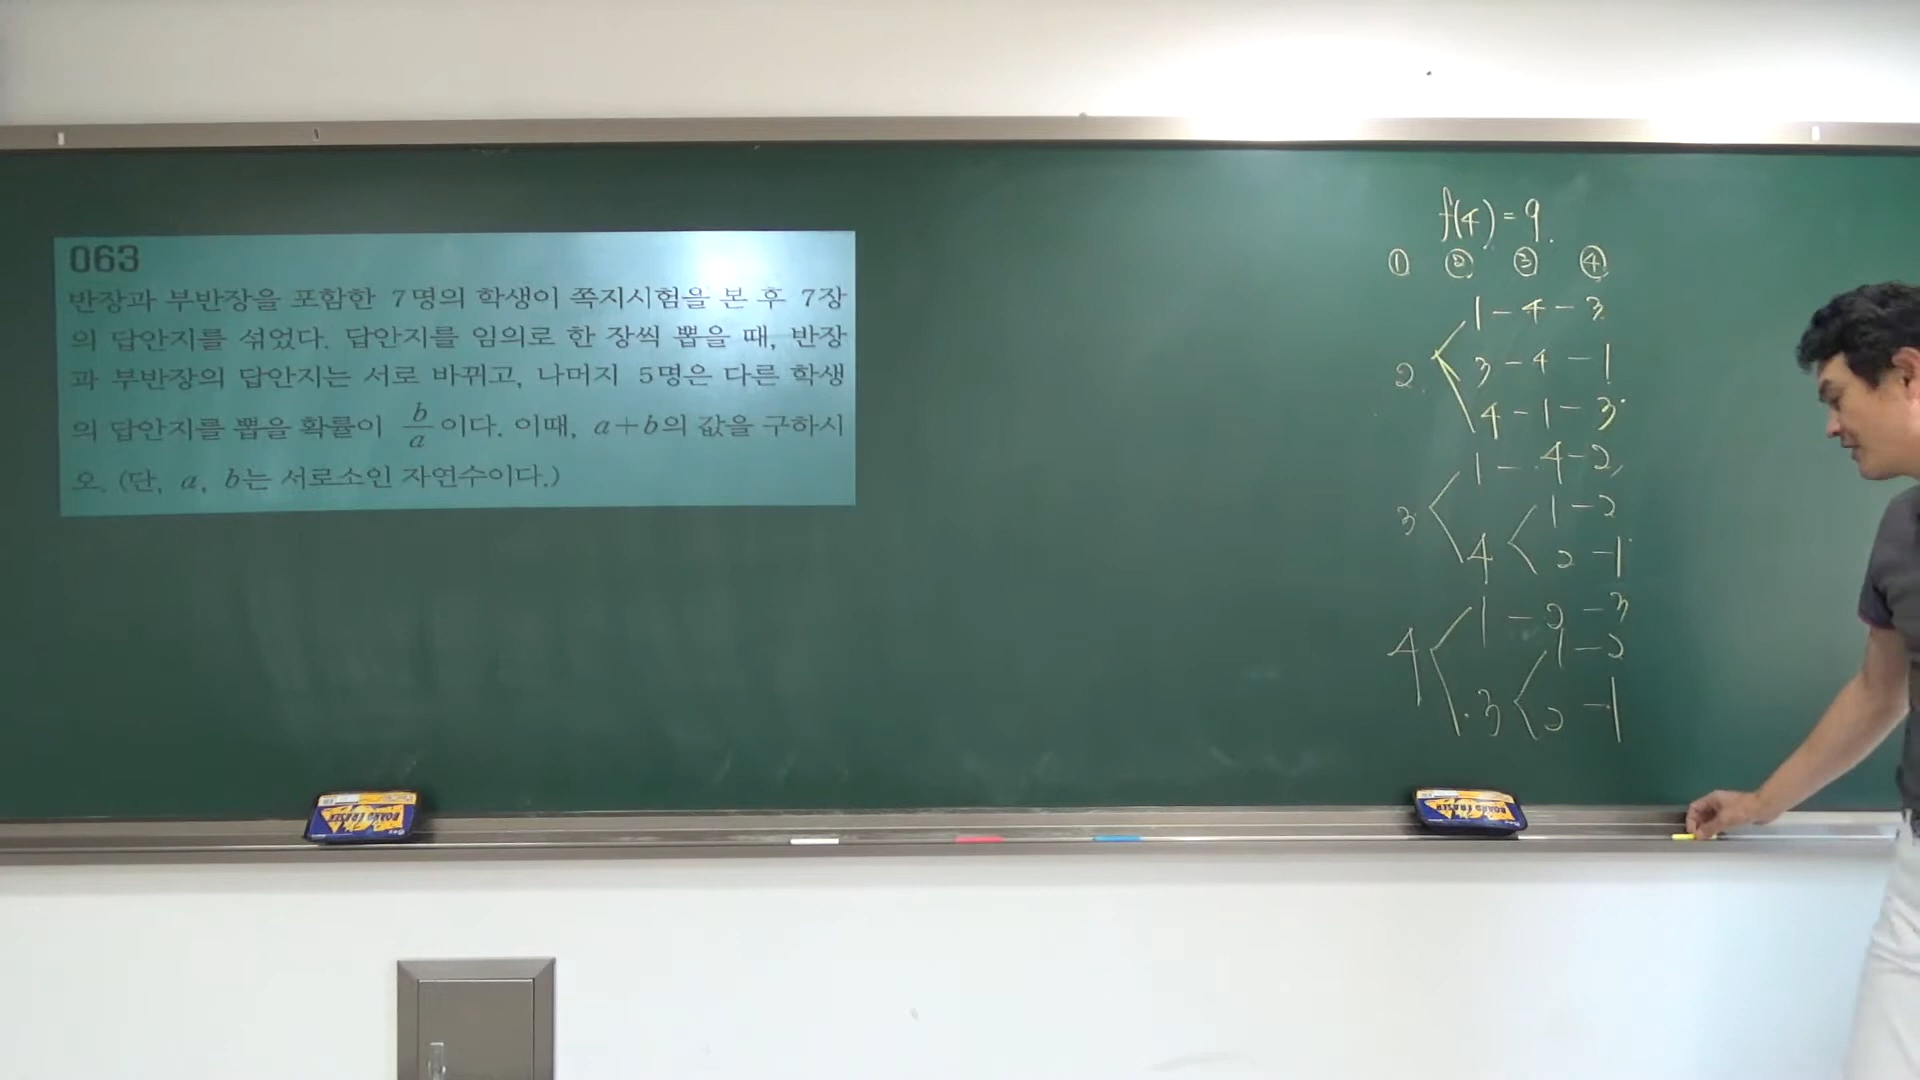 063
반장과 부반장을 포함한 7명의 학생이 쪽지시험을 본 후 7장
의 답안지를 섞었다. 답안지를 임의로 한 장씩 뽑을 때, 반장
과 부반장의 답안지는 서로 바뀌고, 나머지 5명은 다른 학생
의 답안지를 뽑을 확률이 b/a 이다. 이때, a+b의 값을 구하시
오. (단, a, b는 서로소인 자연수이다.)
f(4)=9.
① ② ③ ④
1-4-3
2 3-4-1
4-1-3
1-4-2
3 1-2
4 2-1
1-2-3
4 1-2
3 2-1
BOARD ERASER
BOARD ERASER